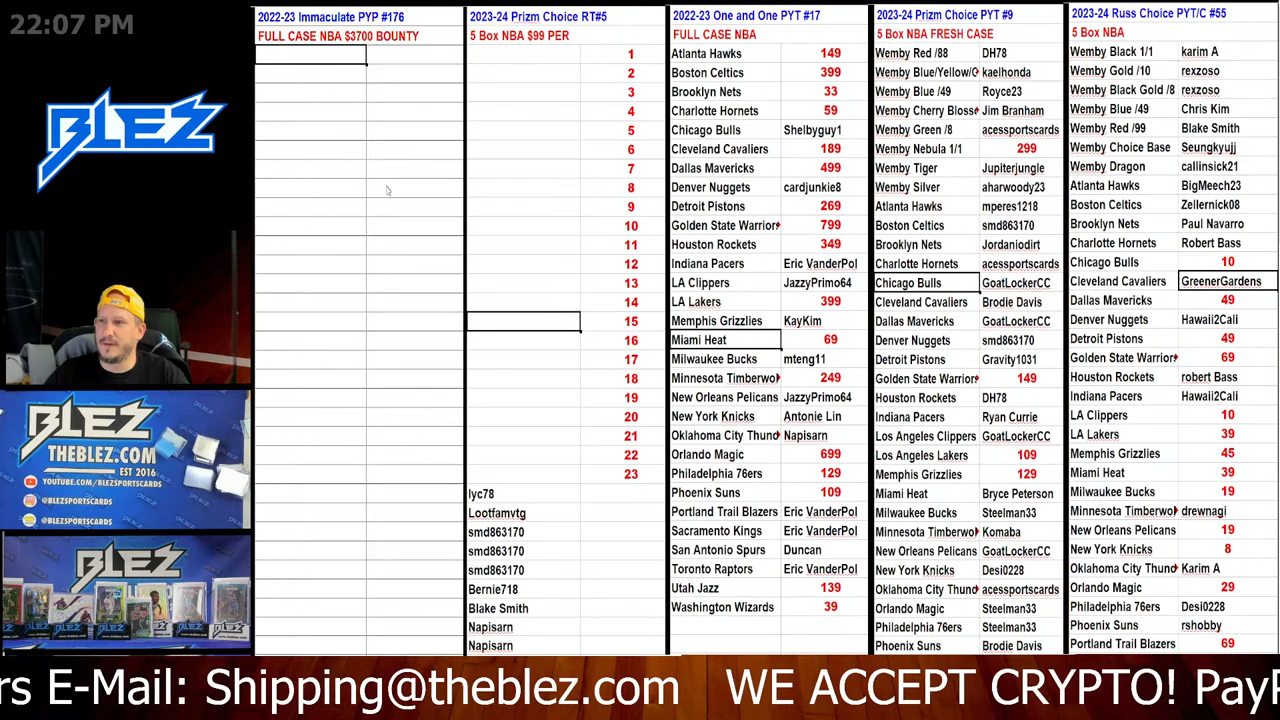 22:07 PM
BLEZ
BLEZ
THEBLEZ.COM
EST 2016
YOUTUBE.COM/BLEZSPORTSCARDS
@BLEZSPORTSCARDS
@BLEZSPORTSCARDS
BLEZ
2022-23 Immaculate PYP #176
FULL CASE NBA $3700 BOUNTY
2023-24 Prizm Choice RT#5
5 Box NBA $99 PER
1
2
3
4
5
6
7
8
9
10
11
12
13
14
15
16
17
18
19
20
21
22
23
lyc78
Lootfamvtg
smd863170
smd863170
smd863170
Bernie718
Blake Smith
Napisarn
Napisarn
2022-23 One and One PYT #17
FULL CASE NBA
Atlanta Hawks 149
Boston Celtics 399
Brooklyn Nets 33
Charlotte Hornets 59
Chicago Bulls Shelbyguy1
Cleveland Cavaliers 189
Dallas Mavericks 499
Denver Nuggets cardjunkie8
Detroit Pistons 269
Golden State Warrior 799
Houston Rockets 349
Indiana Pacers Eric VanderPol
LA Clippers JazzyPrimo64
LA Lakers 399
Memphis Grizzlies KayKim
Miami Heat 69
Milwaukee Bucks mteng11
Minnesota Timberwo 249
New Orleans Pelicans JazzyPrimo64
New York Knicks Antonie Lin
Oklahoma City Thun Napisarn
Orlando Magic 699
Philadelphia 76ers 129
Phoenix Suns 109
Portland Trail Blazers Eric VanderPol
Sacramento Kings Eric VanderPol
San Antonio Spurs Duncan
Toronto Raptors Eric VanderPol
Utah Jazz 139
Washington Wizards 39
2023-24 Prizm Choice PYT #9
5 Box NBA FRESH CASE
Wemby Red /88 DH78
Wemby Blue/Yellow/G kaelhonda
Wemby Blue /49 Royce23
Wemby Cherry Bloss Jim Branham
Wemby Green /8 acessportscards
Wemby Nebula 1/1 299
Wemby Tiger Jupiterjungle
Wemby Silver aharwoody23
Atlanta Hawks mperes1218
Boston Celtics smd863170
Brooklyn Nets Jordaniodirt
Charlotte Hornets acessportscards
Chicago Bulls GoatLockerCC
Cleveland Cavaliers Brodie Davis
Dallas Mavericks GoatLockerCC
Denver Nuggets smd863170
Detroit Pistons Gravity1031
Golden State Warrior 149
Houston Rockets DH78
Indiana Pacers Ryan Currie
Los Angeles Clippers GoatLockerCC
Los Angeles Lakers 109
Memphis Grizzlies 129
Miami Heat Bryce Peterson
Milwaukee Bucks Steelman33
Minnesota Timberwo Komaba
New Orleans Pelicans GoatLockerCC
New York Knicks Desi0228
Oklahoma City Thun acessportscards
Orlando Magic Steelman33
Philadelphia 76ers Steelman33
Phoenix Suns Brodie Davis
2023-24 Russ Choice PYT/C #55
5 Box NBA
Wemby Black 1/1 karim A
Wemby Gold /10 rexzoso
Wemby Black Gold /8 rexzoso
Wemby Blue /49 Chris Kim
Wemby Red /99 Blake Smith
Wemby Choice Base Seungkyujj
Wemby Dragon callinsick21
Atlanta Hawks BigMeech23
Boston Celtics Zellernick08
Brooklyn Nets Paul Navarro
Charlotte Hornets Robert Bass
Chicago Bulls 10
Cleveland Cavaliers GreenerGardens
Dallas Mavericks 49
Denver Nuggets Hawaii2Cali
Detroit Pistons 49
Golden State Warrior 69
Houston Rockets robert Bass
Indiana Pacers Hawaii2Cali
LA Clippers 10
LA Lakers 39
Memphis Grizzlies 45
Miami Heat 39
Milwaukee Bucks 19
Minnesota Timberwo drewnagi
New Orleans Pelicans 19
New York Knicks 8
Oklahoma City Thun Karim A
Orlando Magic 29
Philadelphia 76ers Desi0228
Phoenix Suns rshobby
Portland Trail Blazers 69
rs E-Mail: Shipping@theblez.com WE ACCEPT CRYPTO! PayP